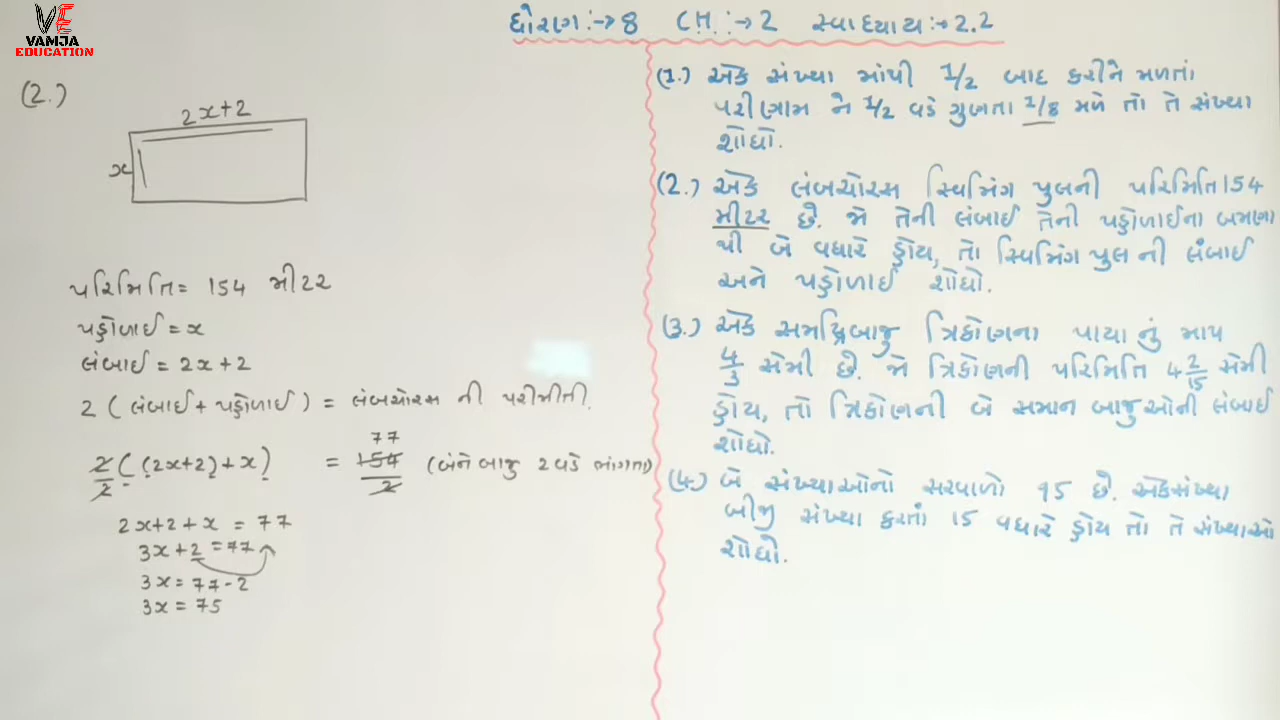 VE
VAMJA
EDUCATION
ધોરણ :→ 8 CH. :→ 2 સ્વાધ્યાય :→ 2.2
(2.)
2x+2
x
પરિમિતિ = 154 મીટર
પહોળાઈ = x
લંબાઈ = 2x+2
2 (લંબાઈ + પહોળાઈ) = લંબચોરસ ની પરીમીતી.
77
2/2 ((2x+2)+x) = 154/2 (બંને બાજુ 2 વડે ભાગતા)
2x+2+x = 77
3x+2 = 77
3x = 77-2
3x = 75
(1.) એક સંખ્યા માંથી 1/2 બાદ કરીને મળતાં
પરીણામ ને 1/2 વડે ગુણતા 1/8 મળે તો તે સંખ્યા
શોધો.
(2.) એક લંબચોરસ સ્વિમિંગ પુલની પરિમિતિ 154
મીટર છે. જો તેની લંબાઈ તેની પહોળાઈના બમણા
થી બે વધારે હોય, તો સ્વિમિંગ પુલ ની લંબાઈ
અને પહોળાઈ શોધો.
(3.) એક સમદ્વિબાજુ ત્રિકોણના પાયા નું માપ
4/3 સેમી છે. જો ત્રિકોણની પરિમિતિ 4 2/15 સેમી
હોય, તો ત્રિકોણની બે સમાન બાજુઓની લંબાઈ
શોધો.
(4.) બે સંખ્યાઓનો સરવાળો 95 છે. એક સંખ્યા
બીજી સંખ્યા કરતાં 15 વધારે હોય તો તે સંખ્યાઓ
શોધો.